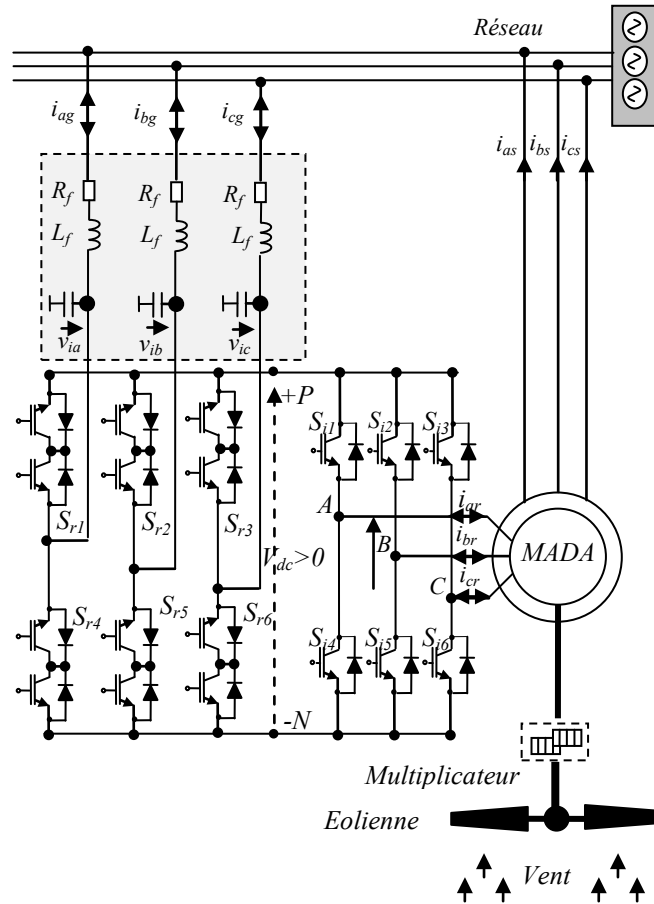 Réseau
i_ag i_bg i_cg
i_as i_bs i_cs
R_f R_f R_f
L_f L_f L_f
v_ia v_ib v_ic
+P
S_i1 S_i2 S_i3
S_r1 S_r2 S_r3
A i_ar
B i_br
V_dc>0 MADA
C i_cr
S_r4 S_r5 S_r6
S_i4 S_i5 S_i6
-N
Multiplicateur
Eolienne
Vent